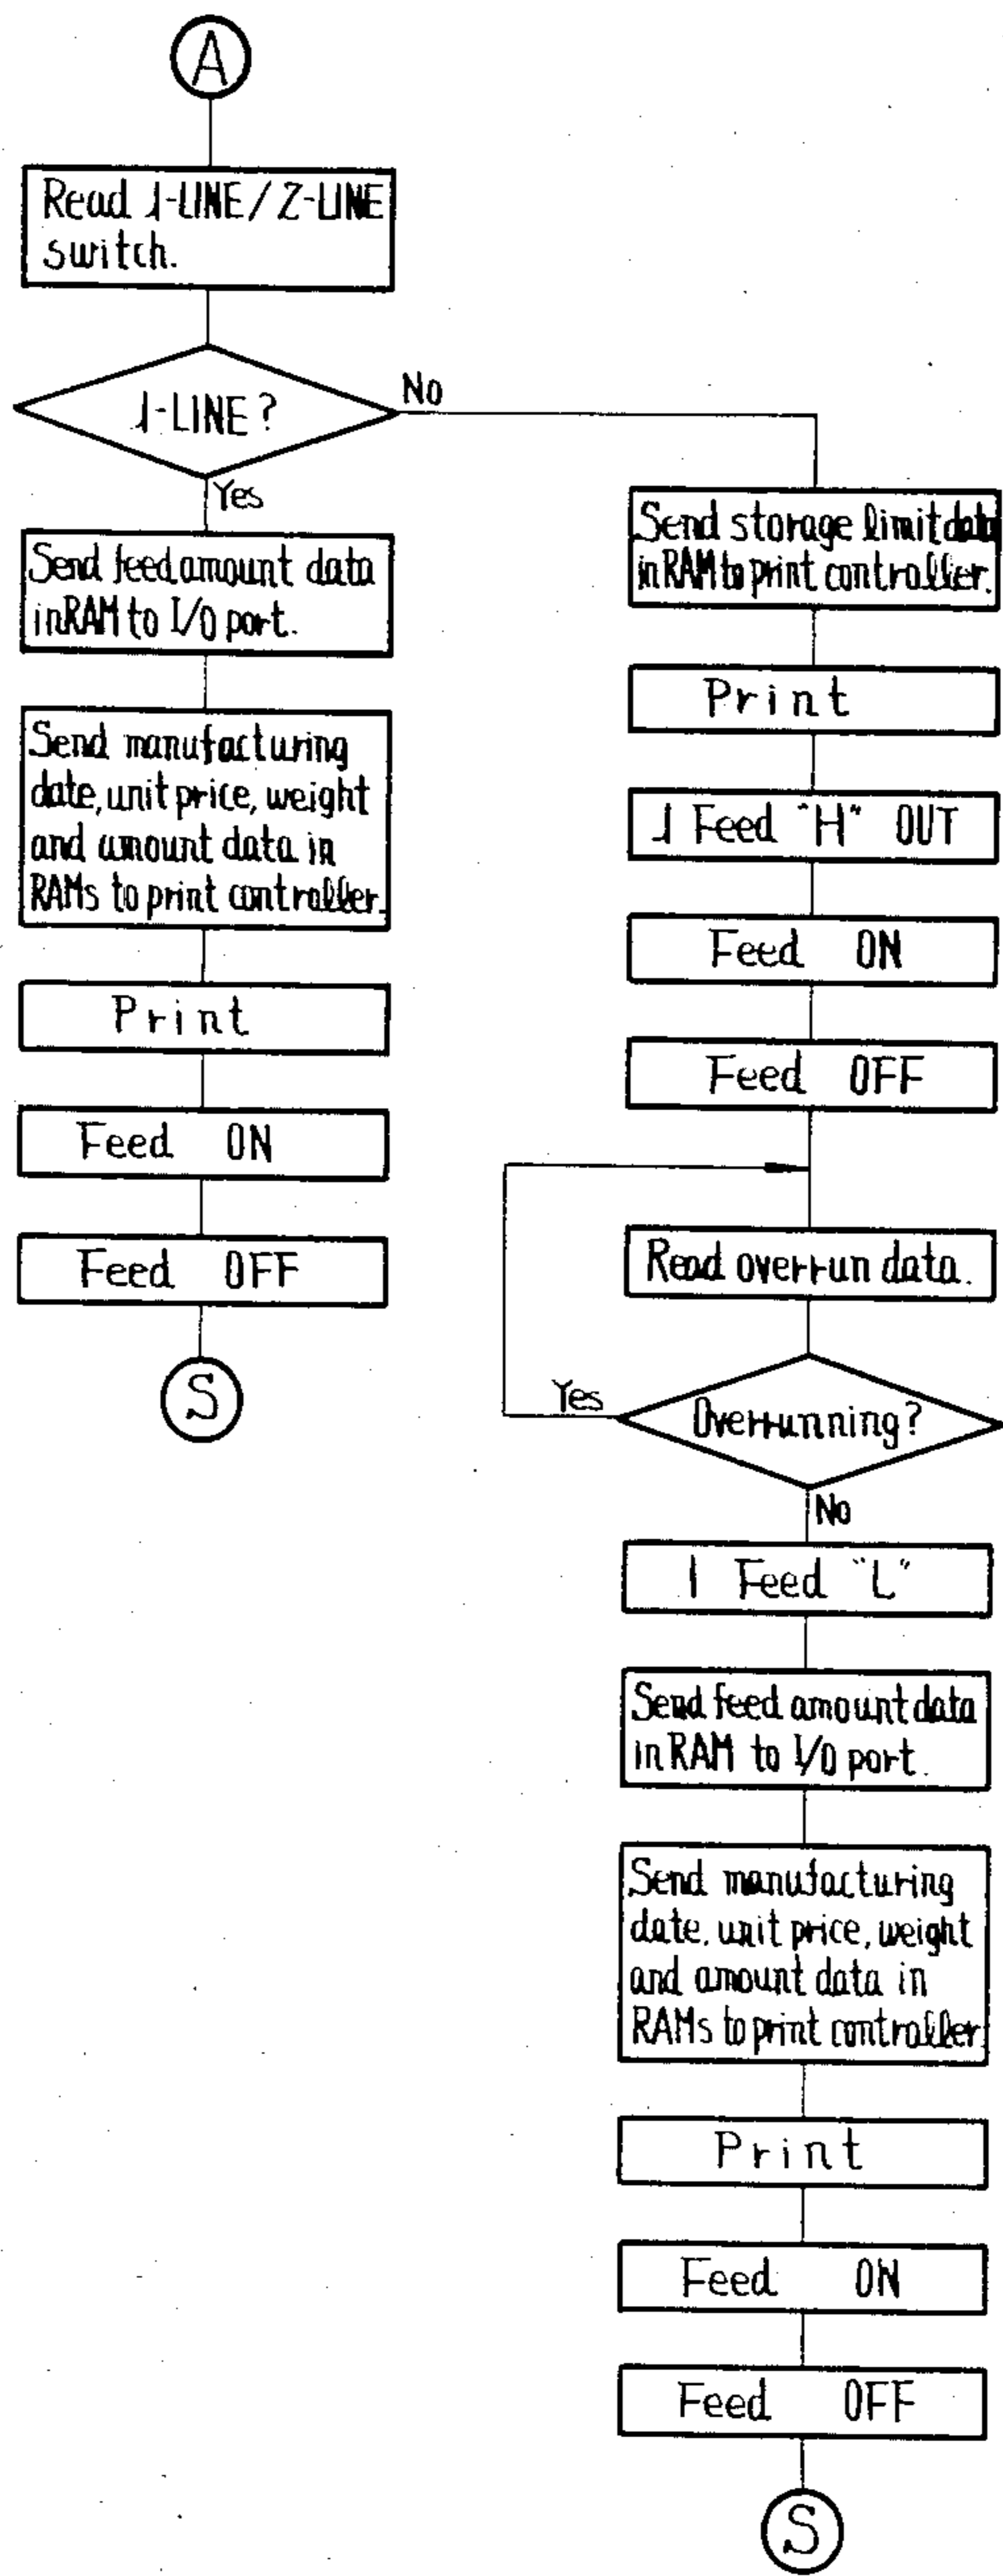 A
Read 1-LINE/2-LINE
switch.
1-LINE?
No
Yes
Send feed amount data
in RAM to I/O port.
Send manufacturing
date, unit price, weight
and amount data in
RAMs to print controller.
Print
Feed ON
Feed OFF
S
Send storage limit data
in RAM to print controller.
Print
1 Feed "H" OUT
Feed ON
Feed OFF
Read overrun data.
Yes
Overrunning?
No
1 Feed "L"
Send feed amount data
in RAM to I/O port.
Send manufacturing
date, unit price, weight
and amount data in
RAMs to print controller.
Print
Feed ON
Feed OFF
S